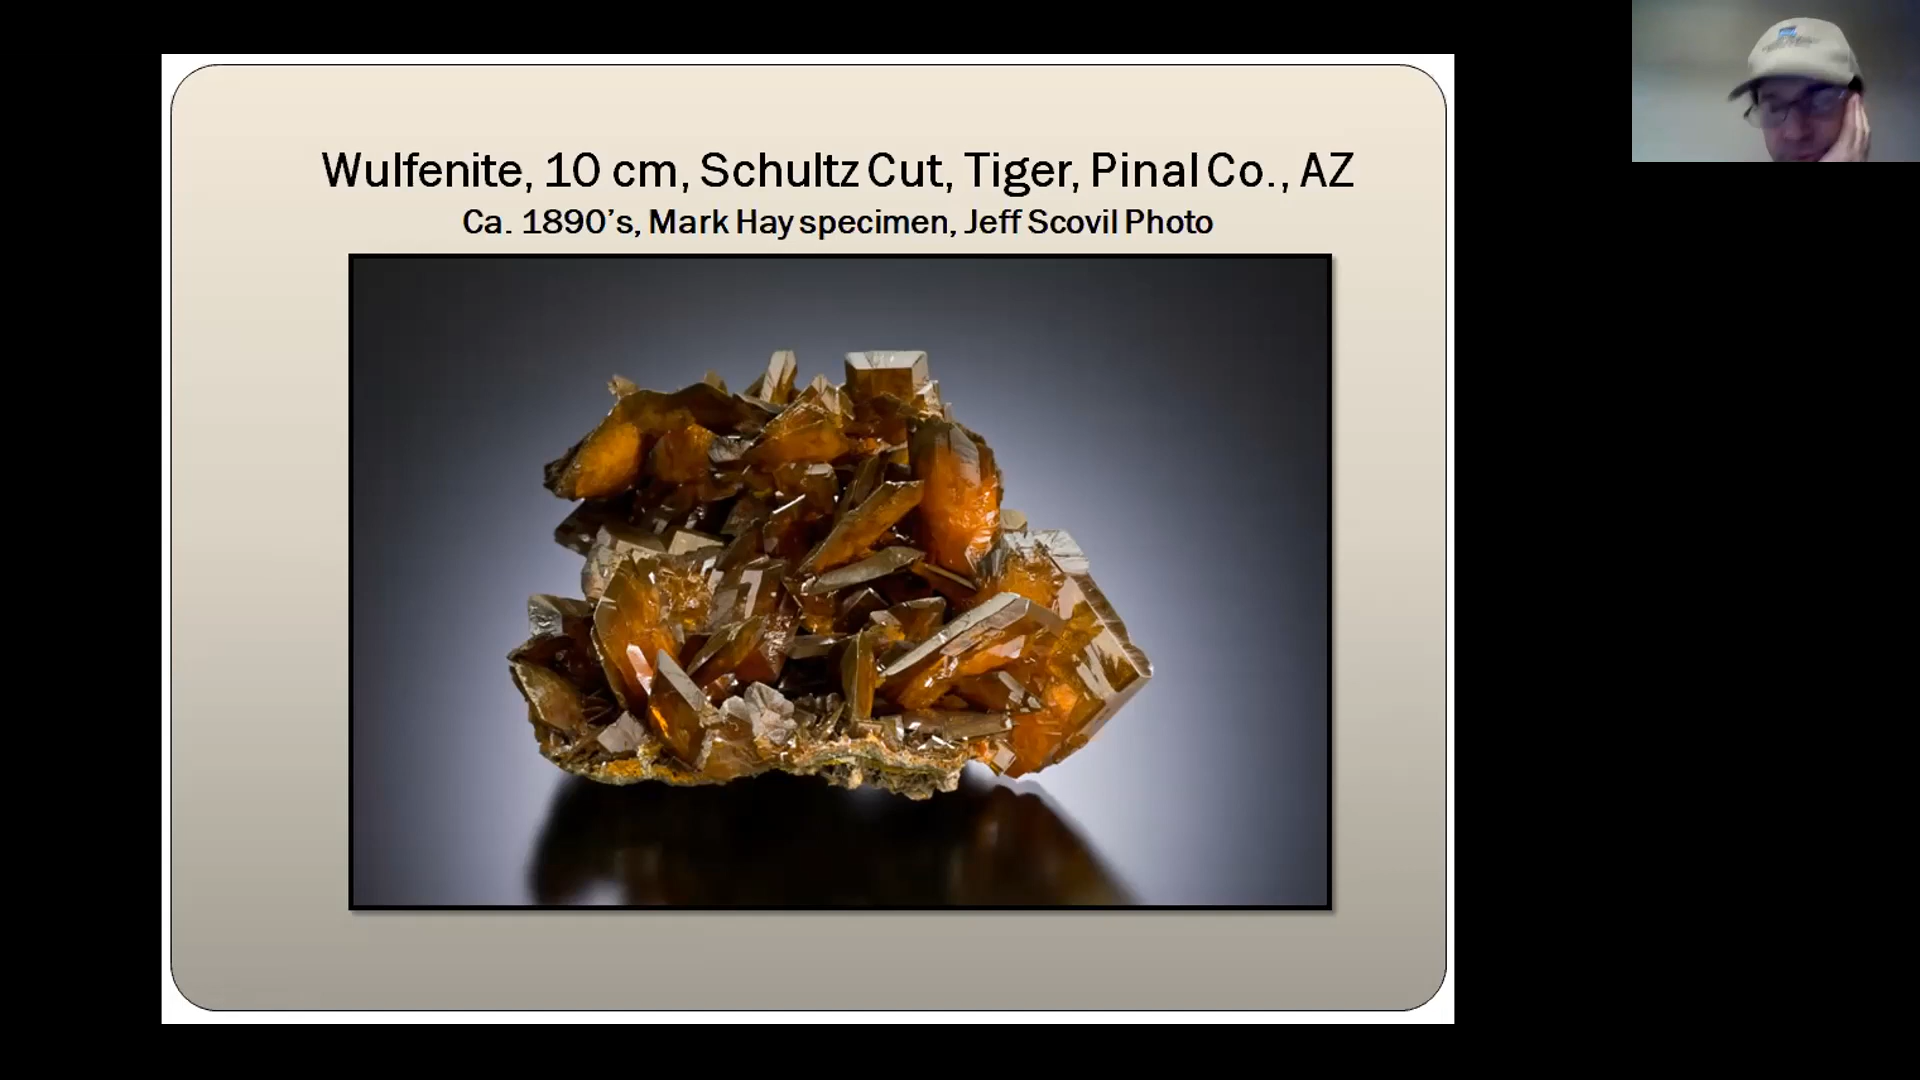 Wulfenite, 10 cm, Schultz Cut, Tiger, Pinal Co., AZ
Ca. 1890's, Mark Hay specimen, Jeff Scovil Photo